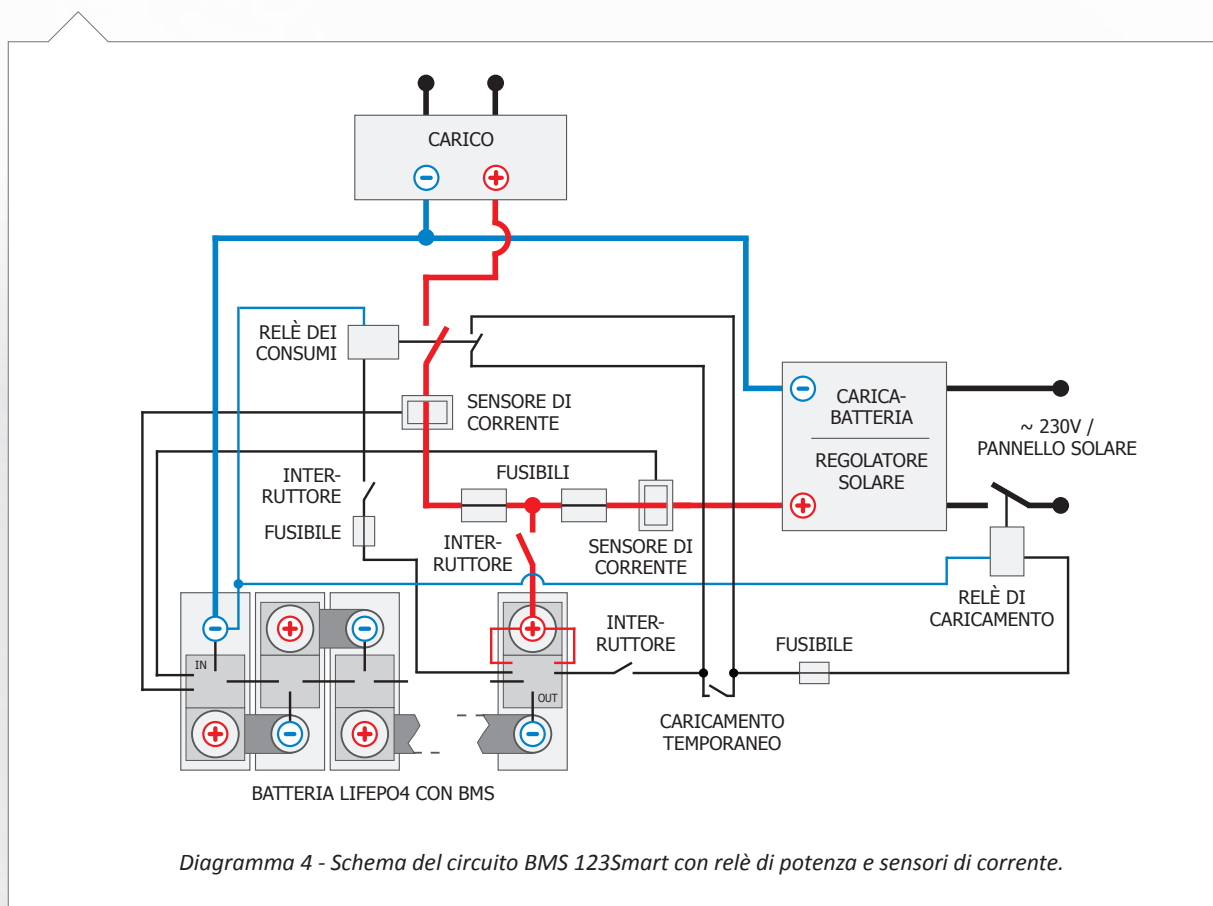 CARICO
RELÈ DEI
CONSUMI
SENSORE DI
CORRENTE
CARICA-
BATTERIA
REGOLATORE
SOLARE
~ 230V /
PANNELLO SOLARE
INTER-
RUTTORE
FUSIBILE
FUSIBILI
INTER-
RUTTORE
SENSORE DI
CORRENTE
RELÈ DI
CARICAMENTO
IN
OUT
INTER-
RUTTORE
FUSIBILE
CARICAMENTO
TEMPORANEO
BATTERIA LIFEPO4 CON BMS
Diagramma 4 - Schema del circuito BMS 123Smart con relè di potenza e sensori di corrente.